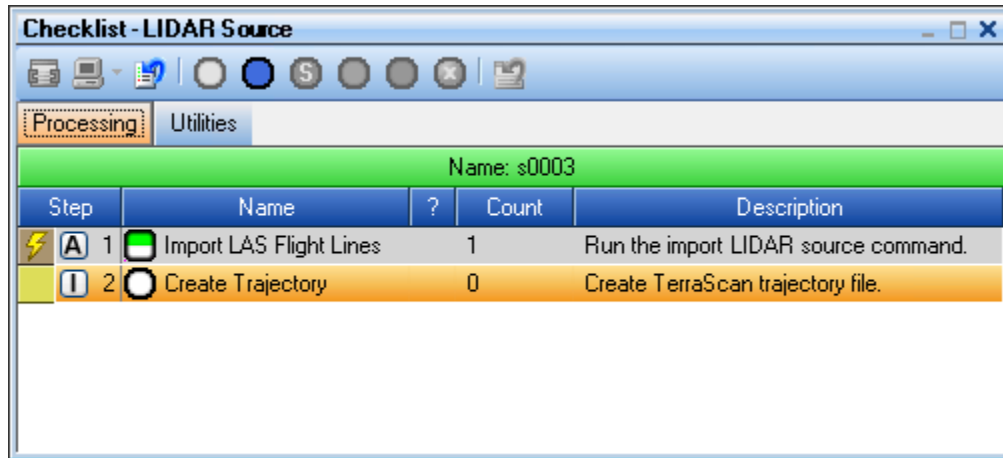 Checklist - LIDAR Source
S
Processing Utilities
Name: s0003
Step Name ? Count Description
A 1 Import LAS Flight Lines 1 Run the import LIDAR source command.
I 2 Create Trajectory 0 Create TerraScan trajectory file.